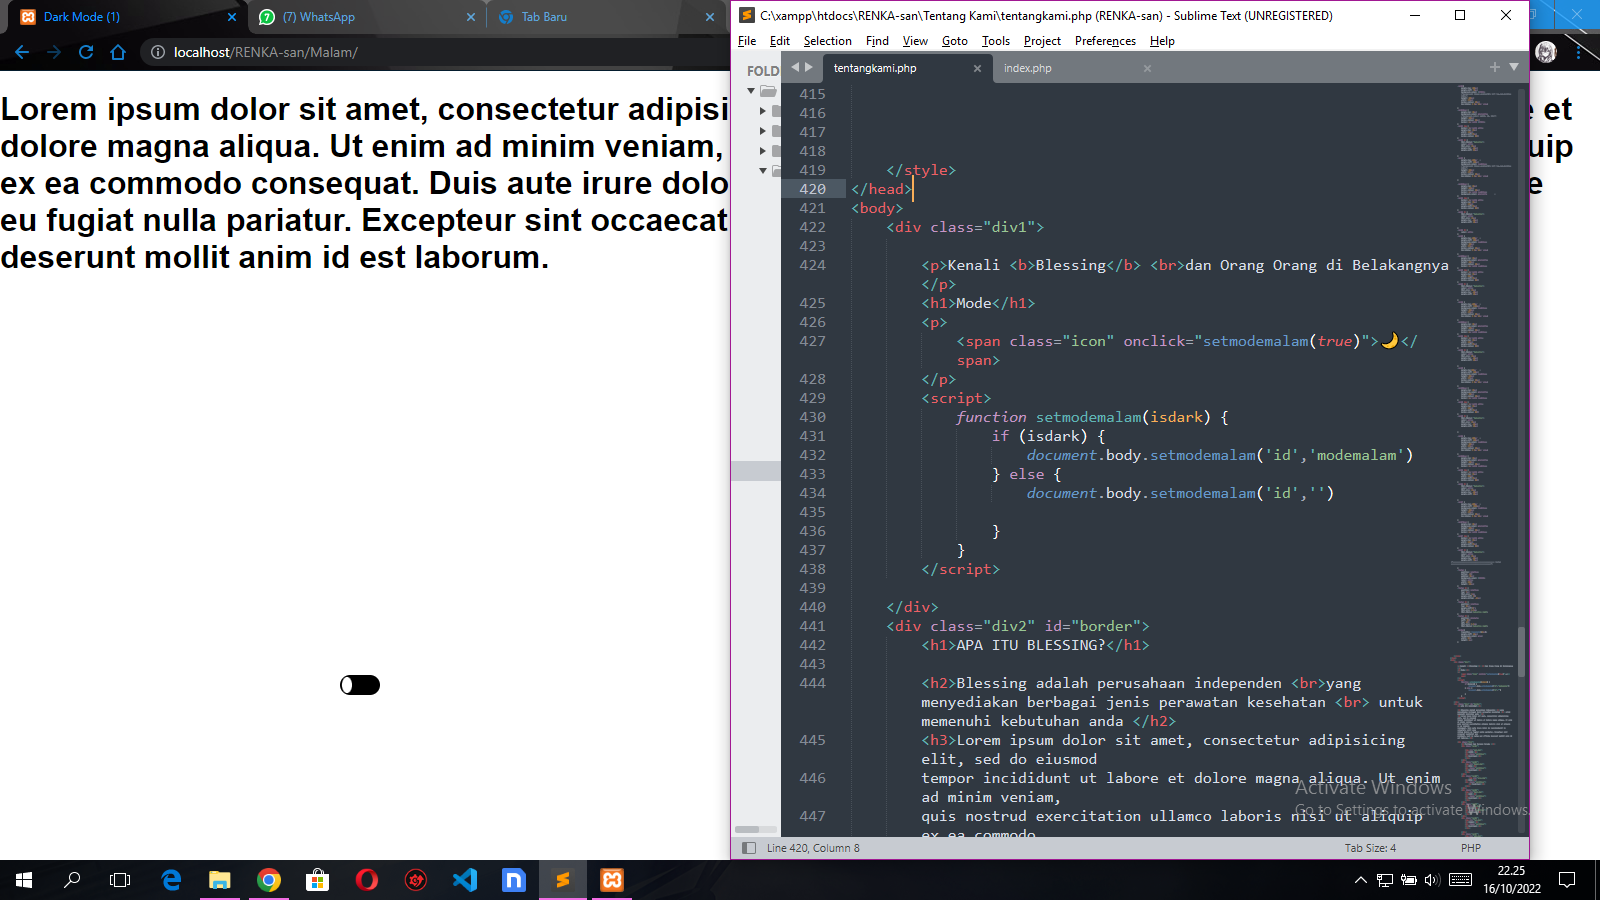 Dark Mode (1)
(7) WhatsApp
Tab Baru
localhost/RENKA-san/Malam/
Lorem ipsum dolor sit amet, consectetur adipisi
et
dolore magna aliqua. Ut enim ad minim veniam,
uip
ex ea commodo consequat. Duis aute irure dolo
e
eu fugiat nulla pariatur. Excepteur sint occaecat
deserunt mollit anim id est laborum.
C:\xampp\htdocs\RENKA-san\Tentang Kami\tentangkami.php (RENKA-san) - Sublime Text (UNREGISTERED)
File Edit Selection Find View Goto Tools Project Preferences Help
FOLD
tentangkami.php
index.php
415
416
417
418
419 </style>
420 </head>
421 <body>
422 <div class="div1">
423
424 <p>Kenali <b>Blessing</b> <br>dan Orang Orang di Belakangnya
</p>
425 <h1>Mode</h1>
426 <p>
427 <span class="icon" onclick="setmodemalam(true)">🌙</
span>
428 </p>
429 <script>
430 function setmodemalam(isdark) {
431 if (isdark) {
432 document.body.setmodemalam('id','modemalam')
433 } else {
434 document.body.setmodemalam('id','')
435
436 }
437 }
438 </script>
439
440 </div>
441 <div class="div2" id="border">
442 <h1>APA ITU BLESSING?</h1>
443
444 <h2>Blessing adalah perusahaan independen <br>yang
menyediakan berbagai jenis perawatan kesehatan <br> untuk
memenuhi kebutuhan anda </h2>
445 <h3>Lorem ipsum dolor sit amet, consectetur adipisicing
elit, sed do eiusmod
446 tempor incididunt ut labore et dolore magna aliqua. Ut enim
ad minim veniam,
447 quis nostrud exercitation ullamco laboris nisi ut aliquip
ex ea commodo
Activate Windows
Go to Settings to activate Windows.
Line 420, Column 8
Tab Size: 4
PHP
22.25
16/10/2022